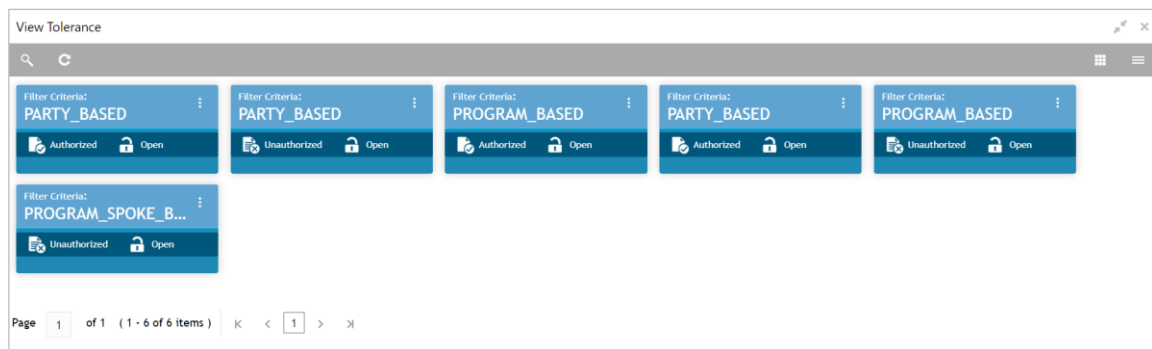 View Tolerance
Filter Criteria: Filter Criteria: Filter Criteria: Filter Criteria: Filter Criteria:
PARTY_BASED PARTY_BASED PROGRAM_BASED PARTY_BASED PROGRAM_BASED
Authorized Open Unauthorized Open Authorized Open Authorized Open Unauthorized Open
Filter Criteria:
PROGRAM_SPOKE_B...
Unauthorized Open
Page 1 of 1 ( 1 - 6 of 6 items ) 1